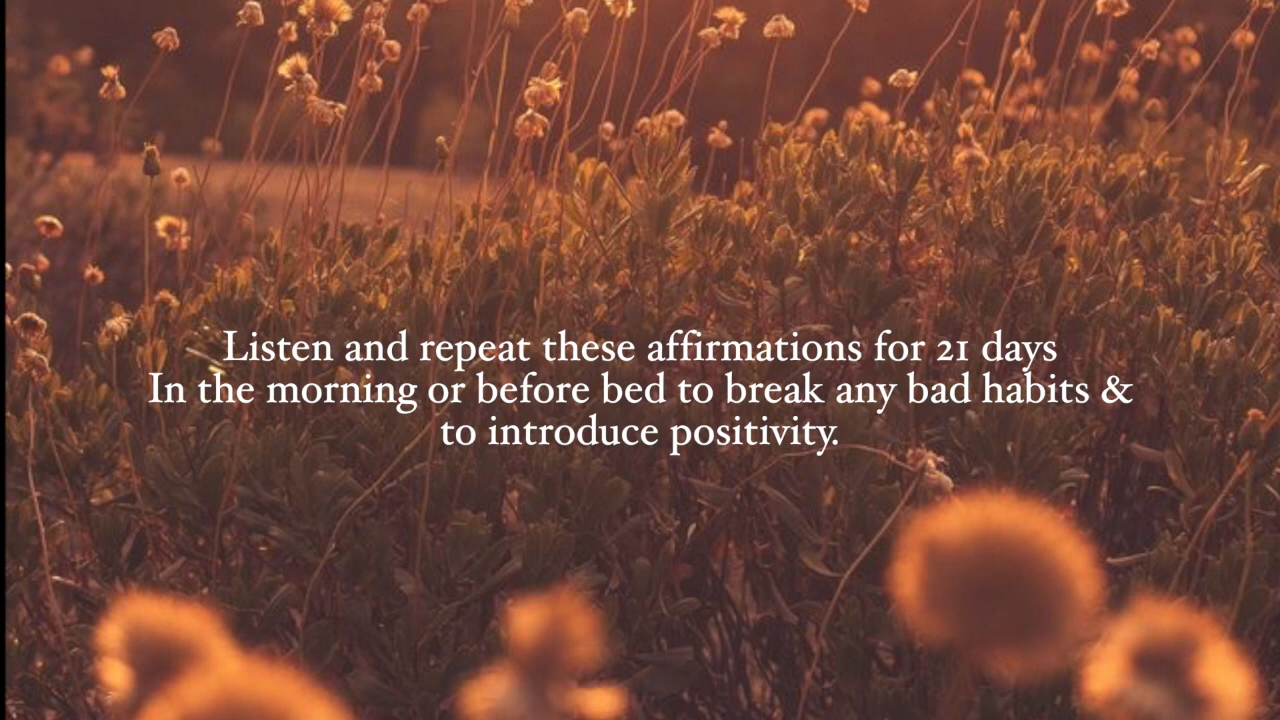 Listen and repeat these affirmations for 21 days
In the morning or before bed to break any bad habits &
to introduce positivity.